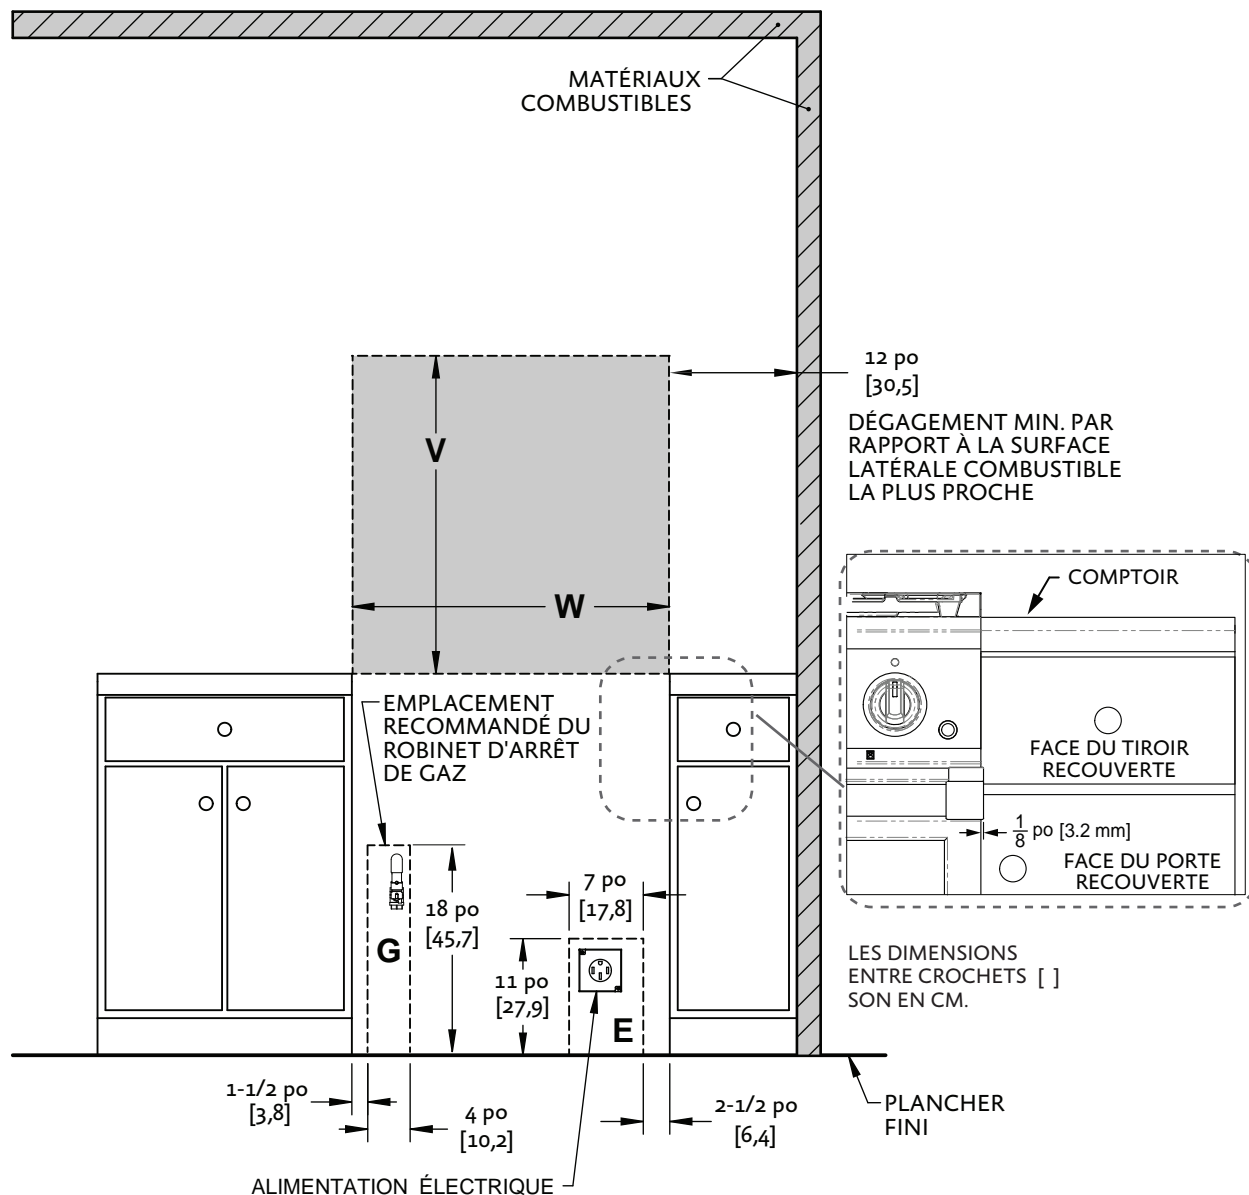 MATÉRIAUX
COMBUSTIBLES
12 po
[30,5]
DÉGAGEMENT MIN. PAR
RAPPORT À LA SURFACE
LATÉRALE COMBUSTIBLE
LA PLUS PROCHE
V
W
COMPTOIR
FACE DU TIROIR
RECOUVERTE
1/8 po [3.2 mm]
FACE DU PORTE
RECOUVERTE
EMPLACEMENT
RECOMMANDÉ DU
ROBINET D'ARRÊT
DE GAZ
18 po
[45,7]
G
7 po
[17,8]
11 po
[27,9]
E
LES DIMENSIONS
ENTRE CROCHETS [ ]
SON EN CM.
1-1/2 po
[3,8]
4 po
[10,2]
2-1/2 po
[6,4]
PLANCHER
FINI
ALIMENTATION ÉLECTRIQUE